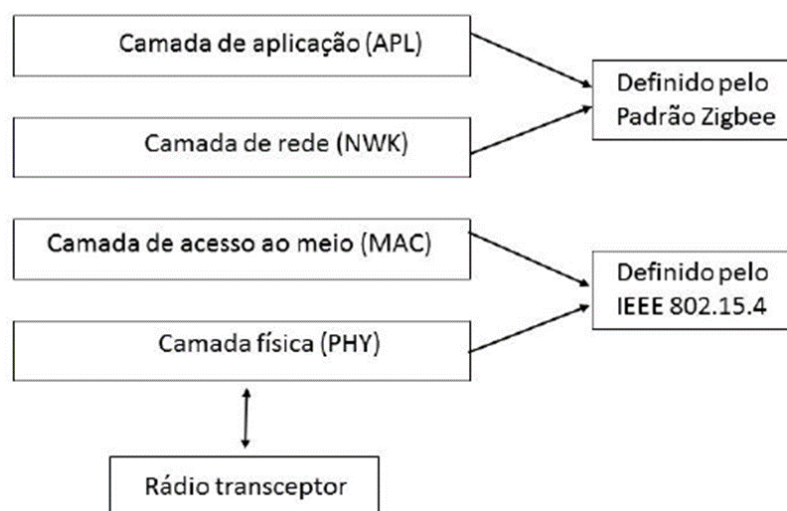 Camada de aplicação (APL)
Definido pelo
Padrão Zigbee
Camada de rede (NWK)
Camada de acesso ao meio (MAC)
Definido pelo
IEEE 802.15.4
Camada física (PHY)
Rádio transceptor